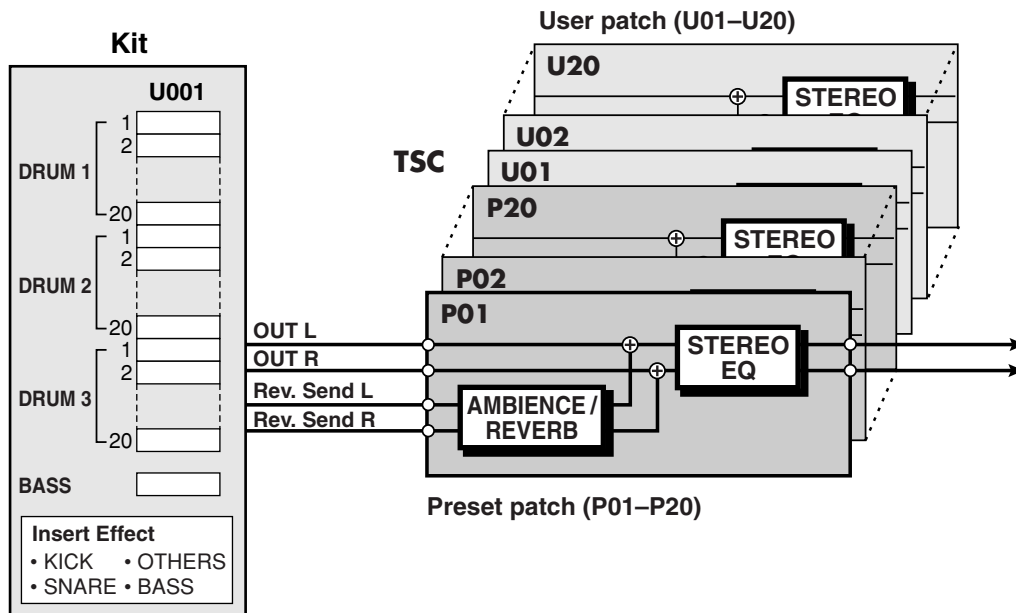 User patch (U01–U20)
Kit
U001
DRUM 1
1
2
20
DRUM 2
1
2
20
DRUM 3
1
2
20
BASS
Insert Effect
• KICK • OTHERS
• SNARE • BASS
OUT L
OUT R
Rev. Send L
Rev. Send R
TSC
U20
STEREO
EQ
U02
U01
P20
STEREO
EQ
P02
P01
STEREO
EQ
AMBIENCE /
REVERB
Preset patch (P01–P20)